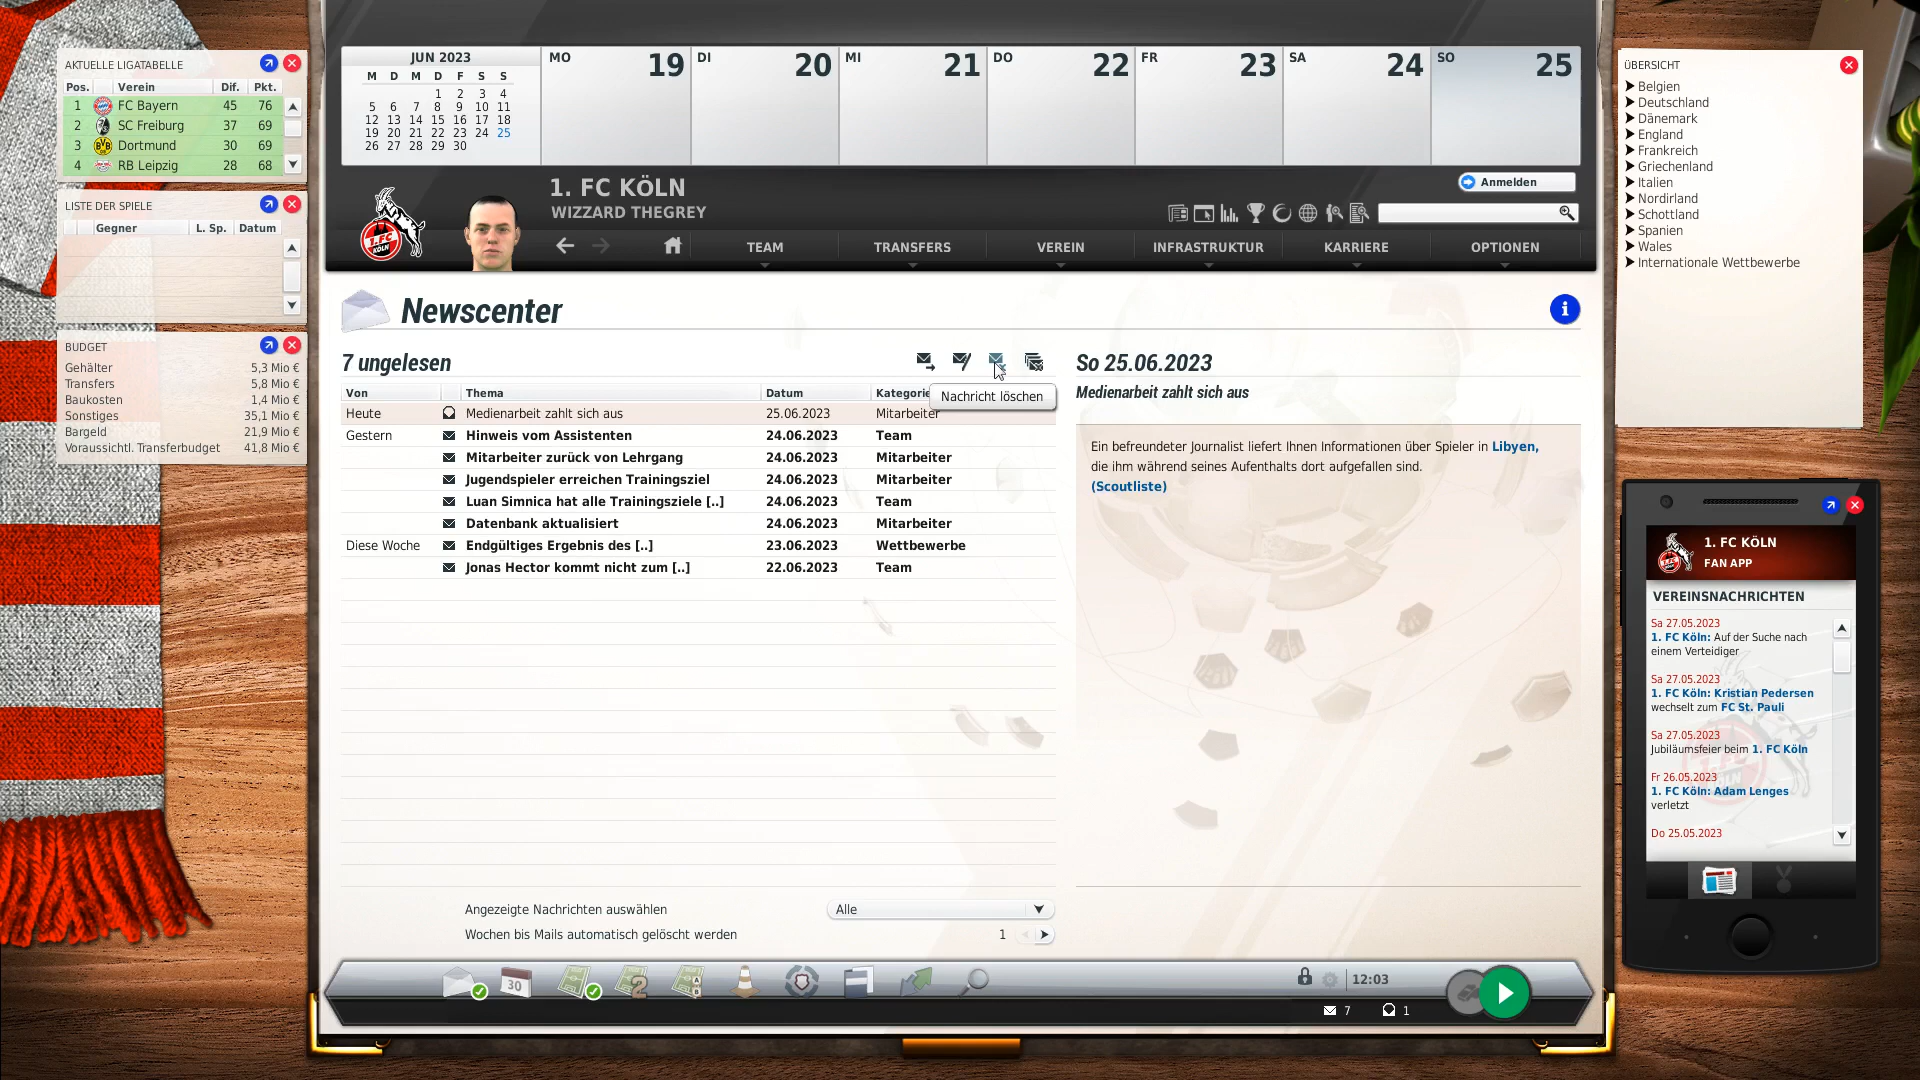 AKTUELLE LIGATABELLE
Pos. Verein Dif. Pkt.
1 FC Bayern 45 76
2 SC Freiburg 37 69
3 Dortmund 30 69
4 RB Leipzig 28 68
LISTE DER SPIELE
Gegner L. Sp. Datum
BUDGET
Gehälter 5,3 Mio €
Transfers 5,8 Mio €
Baukosten 1,4 Mio €
Sonstiges 35,1 Mio €
Bargeld 21,9 Mio €
Voraussichtl. Transferbudget 41,8 Mio €
JUN 2023
M D M D F S S
1 2 3 4
5 6 7 8 9 10 11
12 13 14 15 16 17 18
19 20 21 22 23 24 25
26 27 28 29 30
MO 19 DI 20 MI 21 DO 22 FR 23 SA 24 SO 25
1. FC KÖLN
WIZZARD THEGREY
Anmelden
TEAM TRANSFERS VEREIN INFRASTRUKTUR KARRIERE OPTIONEN
Newscenter
7 ungelesen
Von Thema Datum Kategorie
Nachricht löschen
Heute Medienarbeit zahlt sich aus 25.06.2023 Mitarbeiter
Gestern Hinweis vom Assistenten 24.06.2023 Team
Mitarbeiter zurück von Lehrgang 24.06.2023 Mitarbeiter
Jugendspieler erreichen Trainingsziel 24.06.2023 Mitarbeiter
Luan Simnica hat alle Trainingsziele [..] 24.06.2023 Team
Datenbank aktualisiert 24.06.2023 Mitarbeiter
Diese Woche Endgültiges Ergebnis des [..] 23.06.2023 Wettbewerbe
Jonas Hector kommt nicht zum [..] 22.06.2023 Team
Angezeigte Nachrichten auswählen Alle
Wochen bis Mails automatisch gelöscht werden 1
So 25.06.2023
Medienarbeit zahlt sich aus
Ein befreundeter Journalist liefert Ihnen Informationen über Spieler in Libyen,
die ihm während seines Aufenthalts dort aufgefallen sind.
(Scoutliste)
30
2
12:03
7 1
ÜBERSICHT
Belgien
Deutschland
Dänemark
England
Frankreich
Griechenland
Italien
Nordirland
Schottland
Spanien
Wales
Internationale Wettbewerbe
1. FC KÖLN
FAN APP
VEREINSNACHRICHTEN
Sa 27.05.2023
1. FC Köln: Auf der Suche nach
einem Verteidiger
Sa 27.05.2023
1. FC Köln: Kristian Pedersen
wechselt zum FC St. Pauli
Sa 27.05.2023
Jubiläumsfeier beim 1. FC Köln
Fr 26.05.2023
1. FC Köln: Adam Lenges
verletzt
Do 25.05.2023